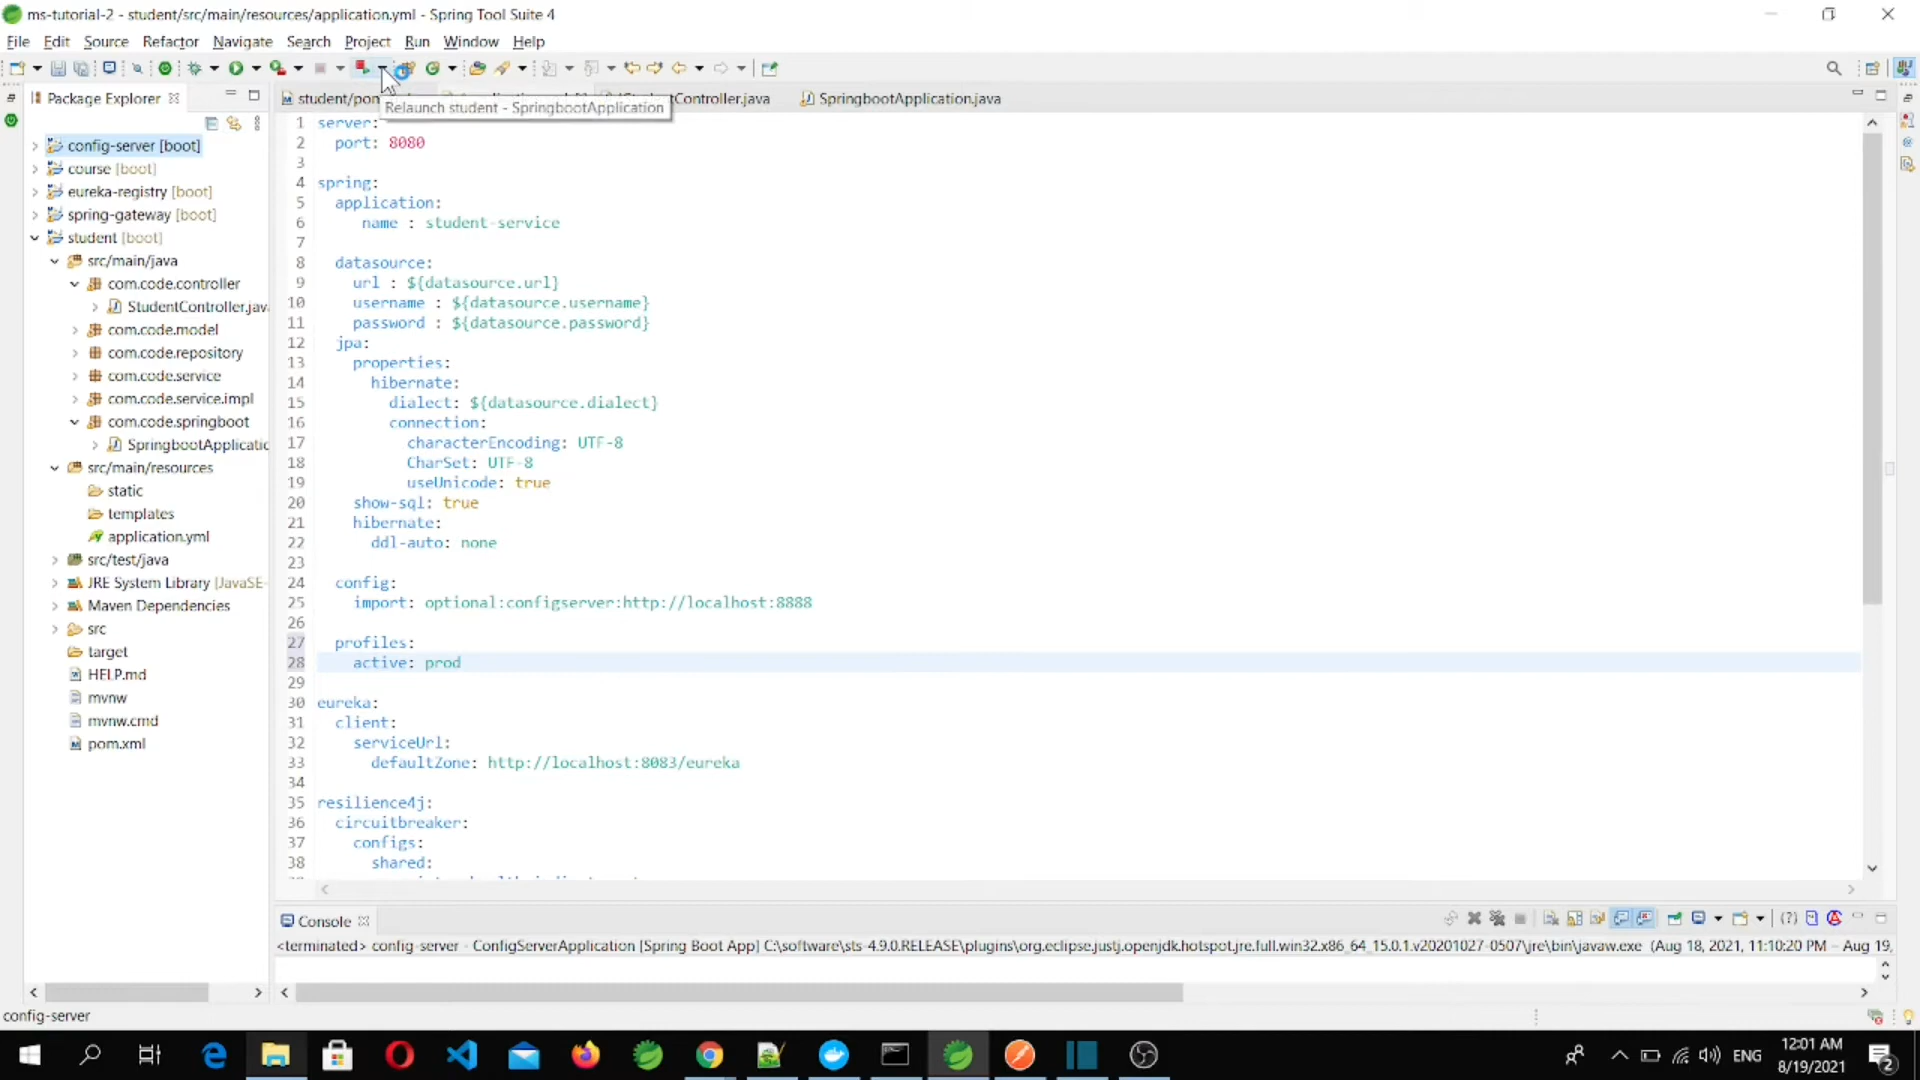 ms-tutorial-2 - student/src/main/resources/application.yml - Spring Tool Suite 4
File Edit Source Refactor Navigate Search Project Run Window Help
Package Explorer
student/pom
Controller.java
SpringbootApplication.java
Relaunch student - SpringbootApplication
config-server [boot]
course [boot]
eureka-registry [boot]
spring-gateway [boot]
student [boot]
src/main/java
com.code.controller
StudentController.jav
com.code.model
com.code.repository
com.code.service
com.code.service.impl
com.code.springboot
SpringbootApplicatio
src/main/resources
static
templates
application.yml
src/test/java
JRE System Library [JavaSE-
Maven Dependencies
src
target
HELP.md
mvnw
mvnw.cmd
pom.xml
1 server:
2 port: 8080
3
4 spring:
5 application:
6 name : student-service
7
8 datasource:
9 url : ${datasource.url}
10 username : ${datasource.username}
11 password : ${datasource.password}
12 jpa:
13 properties:
14 hibernate:
15 dialect: ${datasource.dialect}
16 connection:
17 characterEncoding: UTF-8
18 CharSet: UTF-8
19 useUnicode: true
20 show-sql: true
21 hibernate:
22 ddl-auto: none
23
24 config:
25 import: optional:configserver:http://localhost:8888
26
27 profiles:
28 active: prod
29
30 eureka:
31 client:
32 serviceUrl:
33 defaultZone: http://localhost:8083/eureka
34
35 resilience4j:
36 circuitbreaker:
37 configs:
38 shared:
Console
<terminated> config-server - ConfigServerApplication [Spring Boot App] C:\software\sts-4.9.0.RELEASE\plugins\org.eclipse.justj.openjdk.hotspot.jre.full.win32.x86_64_15.0.1.v20201027-0507\jre\bin\javaw.exe (Aug 18, 2021, 11:10:20 PM – Aug 19,
config-server
ENG
12:01 AM
8/19/2021
2